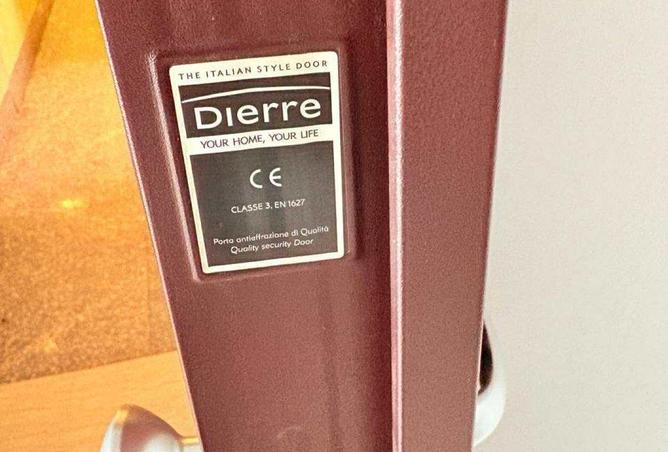 THE ITALIAN STYLE DOOR
Dierre
YOUR HOME, YOUR LIFE
CE
CLASSE 3, EN 1627
Porta antieffrazione di Qualità
Quality security Door